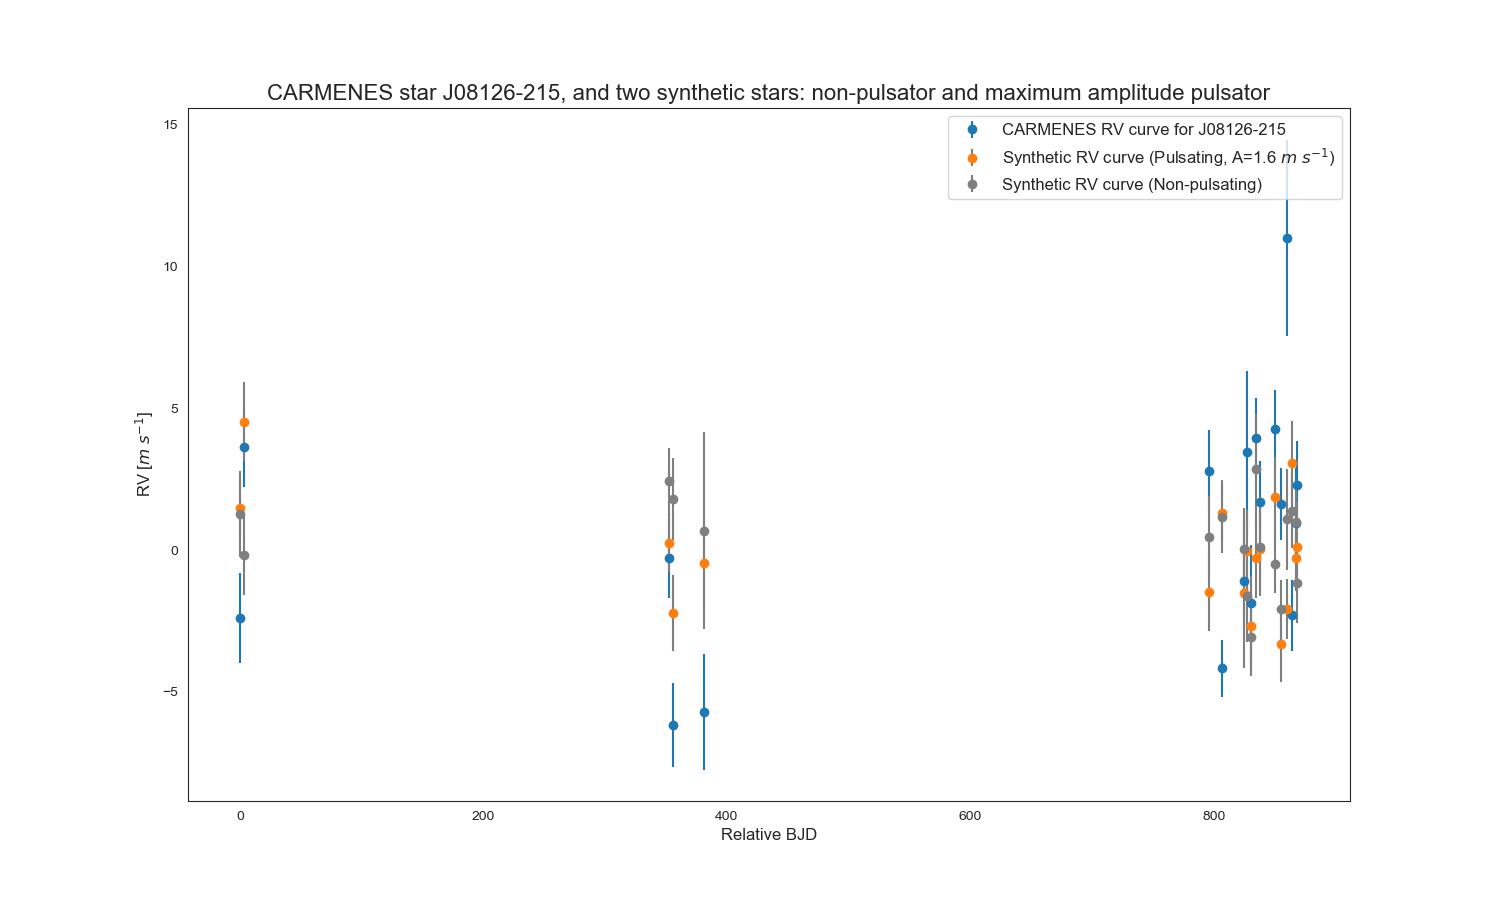 CARMENES star J08126-215, and two synthetic stars: non-pulsator and maximum amplitude pulsator
CARMENES RV curve for J08126-215
Synthetic RV curve (Pulsating, A=1.6 m s⁻¹)
Synthetic RV curve (Non-pulsating)
RV [m s⁻¹]
15
10
5
0
−5
0 200 400 600 800
Relative BJD